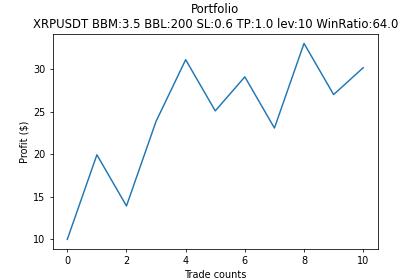 Portfolio
XRPUSDT BBM:3.5 BBL:200 SL:0.6 TP:1.0 lev:10 WinRatio:64.0
30
25
20
15
10
Profit ($)
0 2 4 6 8 10
Trade counts